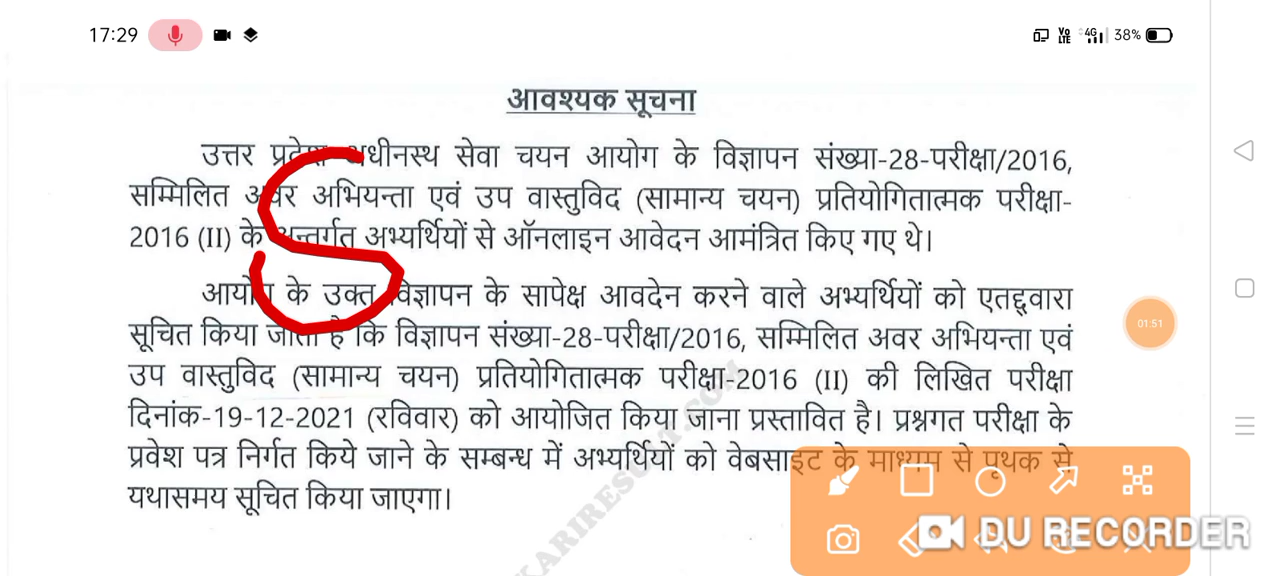 17:29
Vo LTE 4G 38%
आवश्यक सूचना
उत्तर प्रदेश अधीनस्थ सेवा चयन आयोग के विज्ञापन संख्या-28-परीक्षा/2016,
सम्मिलित अवर अभियन्ता एवं उप वास्तुविद (सामान्य चयन) प्रतियोगितात्मक परीक्षा-
2016 (II) के अन्तर्गत अभ्यर्थियों से ऑनलाइन आवेदन आमंत्रित किए गए थे।
आयोग के उक्त विज्ञापन के सापेक्ष आवदेन करने वाले अभ्यर्थियों को एतद्द्वारा
सूचित किया जाता है कि विज्ञापन संख्या-28-परीक्षा/2016, सम्मिलित अवर अभियन्ता एवं
उप वास्तुविद (सामान्य चयन) प्रतियोगितात्मक परीक्षा-2016 (II) की लिखित परीक्षा
दिनांक-19-12-2021 (रविवार) को आयोजित किया जाना प्रस्तावित है। प्रश्नगत परीक्षा के
प्रवेश पत्र निर्गत किये जाने के सम्बन्ध में अभ्यर्थियों को वेबसाइट के माध्यम से पृथक से
यथासमय सूचित किया जाएगा।
01:51
DU RECORDER